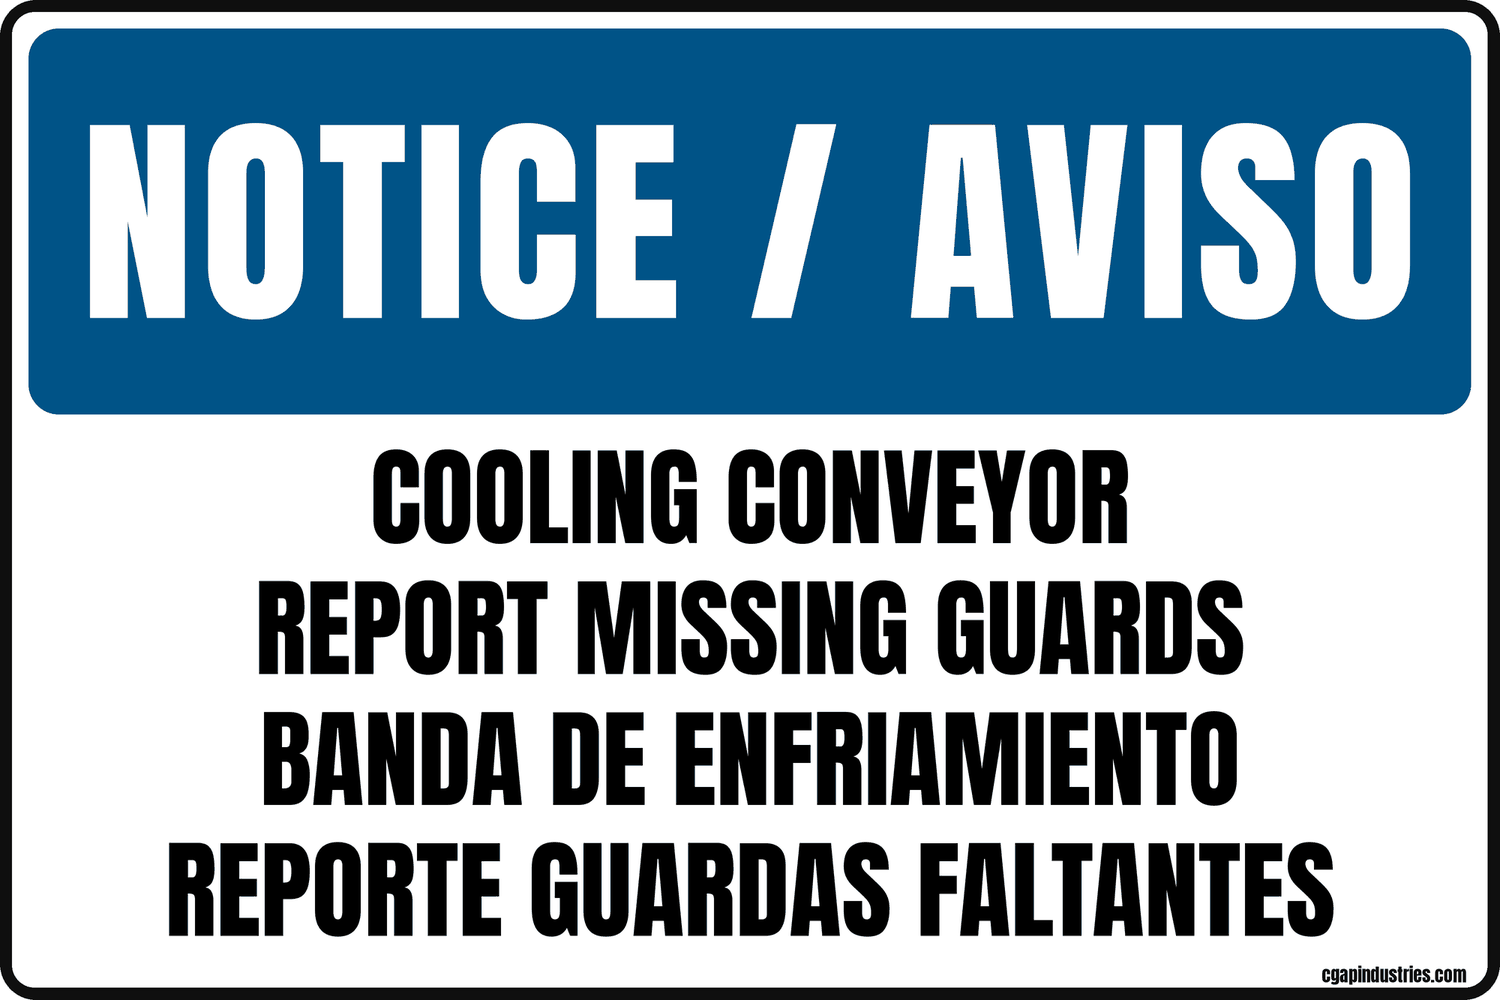 NOTICE / AVISO
COOLING CONVEYOR
REPORT MISSING GUARDS
BANDA DE ENFRIAMIENTO
REPORTE GUARDAS FALTANTES
cgapindustries.com